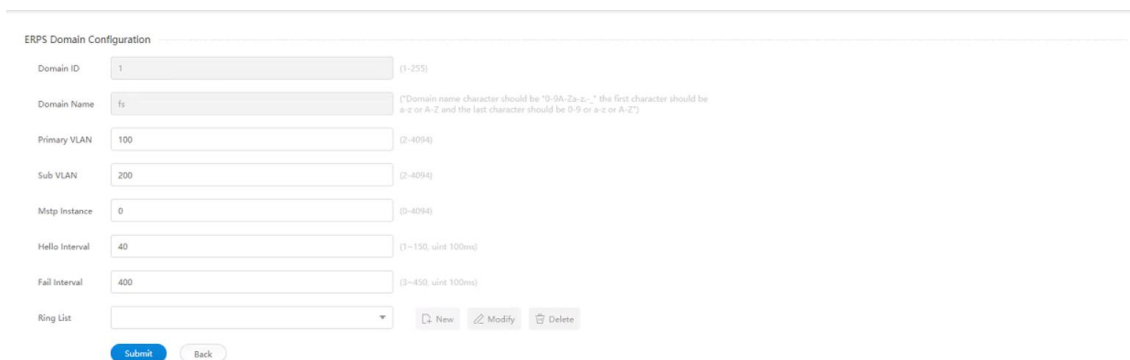 ERPS Domain Configuration
Domain ID 1 (1-255)
Domain Name fs ("Domain name character should be "0-9A-Za-z.-_" the first character should be
a-z or A-Z and the last character should be 0-9 or a-z or A-Z")
Primary VLAN 100 (2-4094)
Sub VLAN 200 (2-4094)
Mstp Instance 0 (0-4094)
Hello Interval 40 (1~150, uint 100ms)
Fail Interval 400 (3~450, uint 100ms)
Ring List New Modify Delete
Submit Back